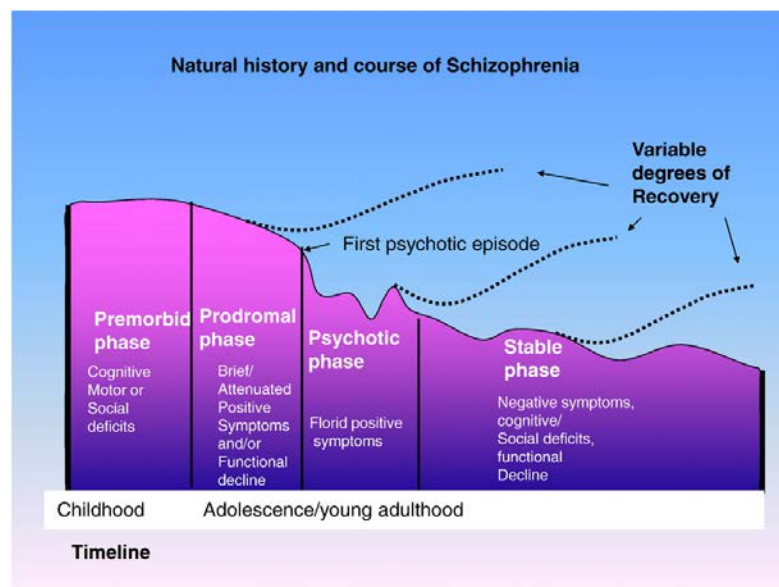 Natural history and course of Schizophrenia
Variable
degrees of
Recovery
First psychotic episode
Premorbid
phase
Cognitive
Motor or
Social
deficits
Prodromal
phase
Brief/
Attenuated
Positive
Symptoms
and/or
Functional
decline
Psychotic
phase
Florid positive
symptoms
Stable
phase
Negative symptoms,
cognitive/
Social deficits,
functional
Decline
Childhood
Adolescence/young adulthood
Timeline